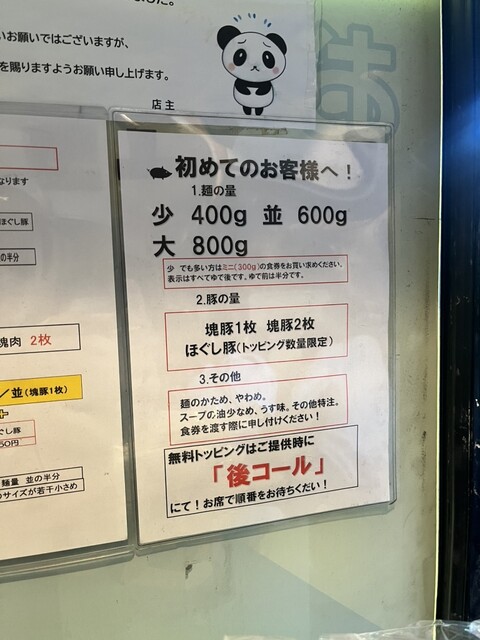 した。
いお願いではございますが、
を賜りますようお願い申し上げます。
店主
なります
ほぐし豚
の半分
塊肉 2枚
／並(塊豚1枚)
ぐし豚
50円
麺量 並の半分
のサイズが若干小さめ
初めてのお客様へ！
1.麺の量
少 400g 並 600g
大 800g
少 でも多い方はミニ(300g)の食券をお買い求めください。
表示はすべてゆで後です。ゆで前は半分です。
2.豚の量
塊豚1枚 塊豚2枚
ほぐし豚(トッピング数量限定)
3.その他
麺のかため、やわめ。
スープの油少なめ、うす味。その他特注。
食券を渡す際に申し付けください！
無料トッピングはご提供時に
「後コール」
にて！お席で順番をお待ちくだい！